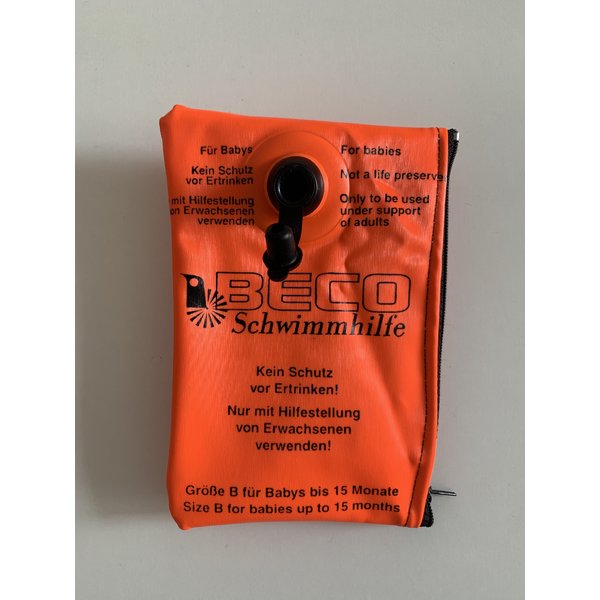 Für Babys
Kein Schutz
vor Ertrinken
mit Hilfestellung
von Erwachsenen
verwenden
For babies
Not a life preserve
Only to be used
under support
of adults
BECO
Schwimmhilfe
Kein Schutz
vor Ertrinken!
Nur mit Hilfestellung
von Erwachsenen
verwenden!
Größe B für Babys bis 15 Monate
Size B for babies up to 15 months